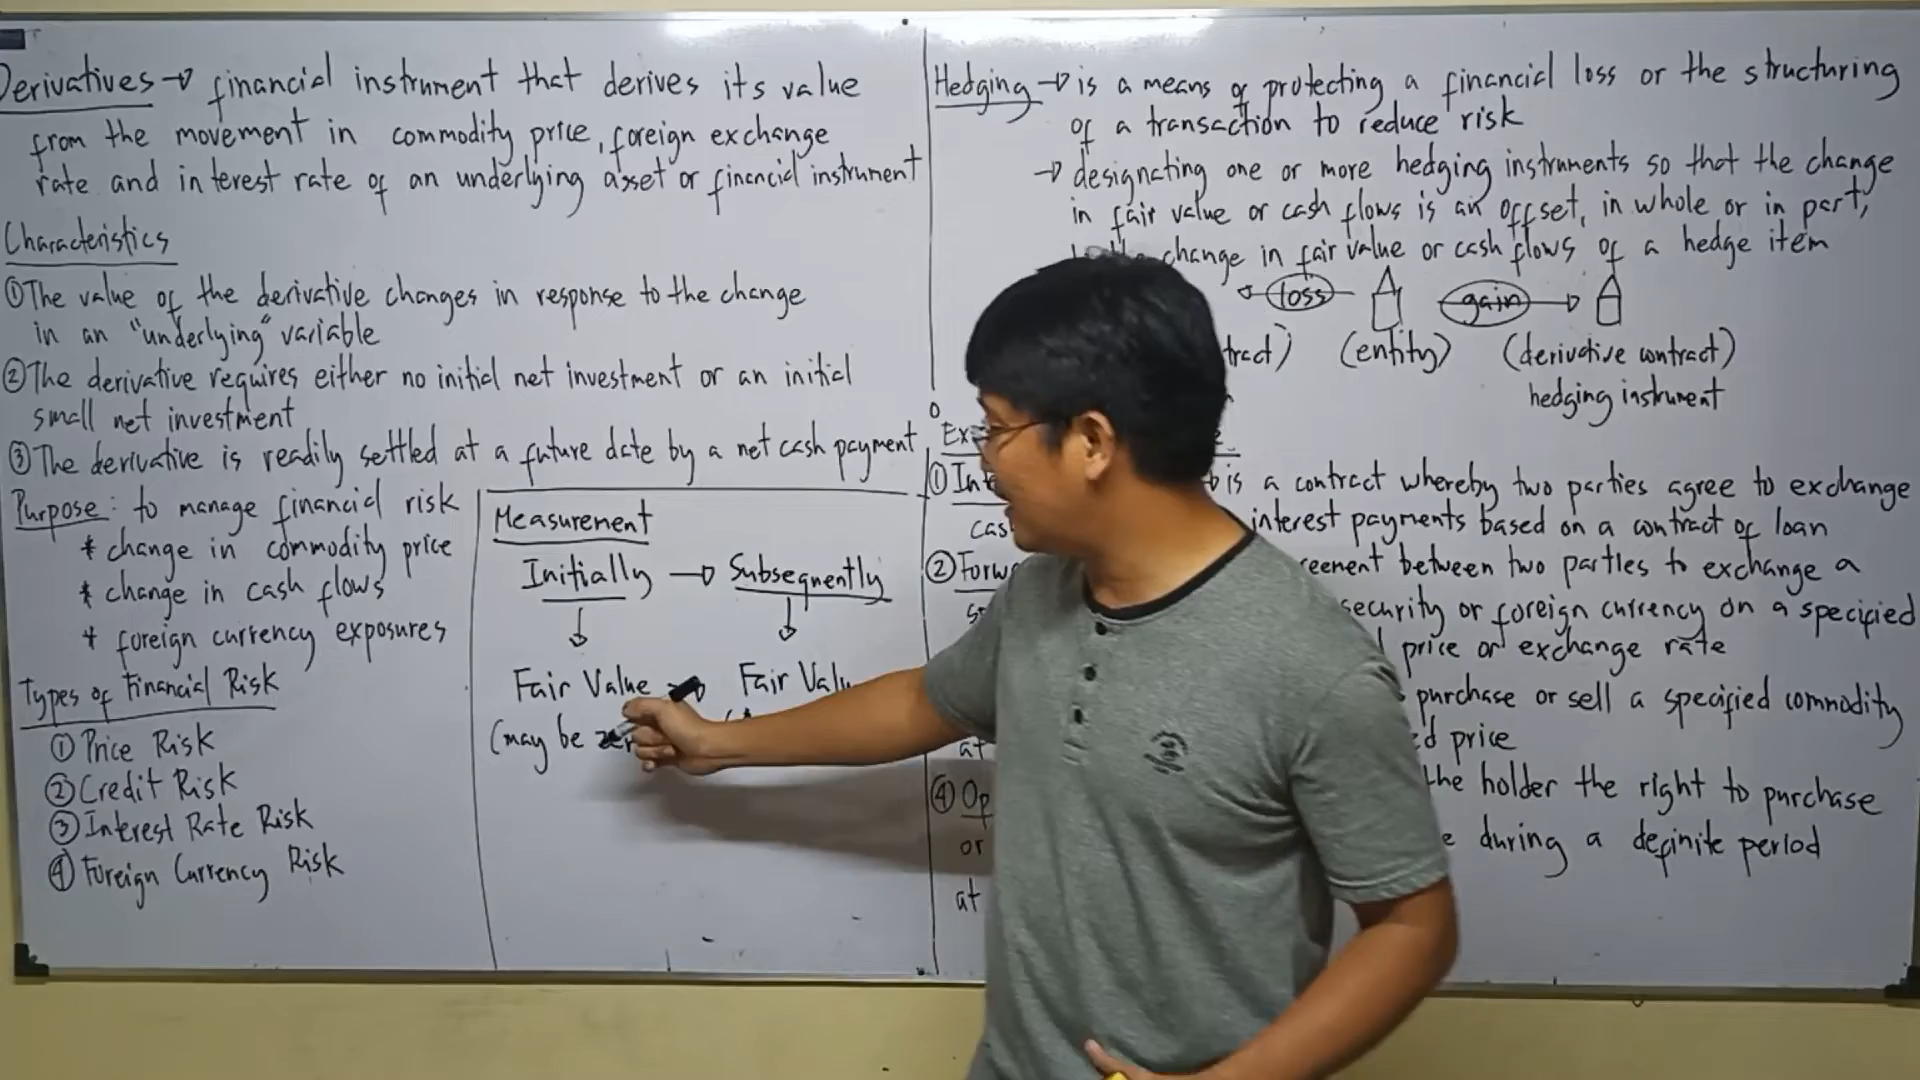 Derivatives → financial instrument that derives its value
from the movement in commodity price, foreign exchange
rate and interest rate of an underlying asset or financial instrument
Characteristics
① The value of the derivative changes in response to the change
in an "underlying" variable
② The derivative requires either no initial net investment or an initial
small net investment
③ The derivative is readily settled at a future date by a net cash payment
Purpose: to manage financial risk
* change in commodity price
* change in cash flows
* foreign currency exposures
Types of Financial Risk
① Price Risk
② Credit Risk
③ Interest Rate Risk
④ Foreign Currency Risk
Measurement
Initially → Subsequently
Fair Value → Fair
(may be
Hedging → is a means of protecting a financial loss or the structuring
of a transaction to reduce risk
→ designating one or more hedging instruments so that the change
in fair value or cash flows is an offset, in whole or in part,
change in fair value or cash flows of a hedge item
loss gain
(entity) (derivative contract)
hedging instrument
① is a contract whereby two parties agree to exchange
interest payments based on a contract of loan
② between two parties to exchange a
security or foreign currency on a specified
price or exchange rate
purchase or sell a specified commodity
at price
④ the holder the right to purchase
or during a definite period
at